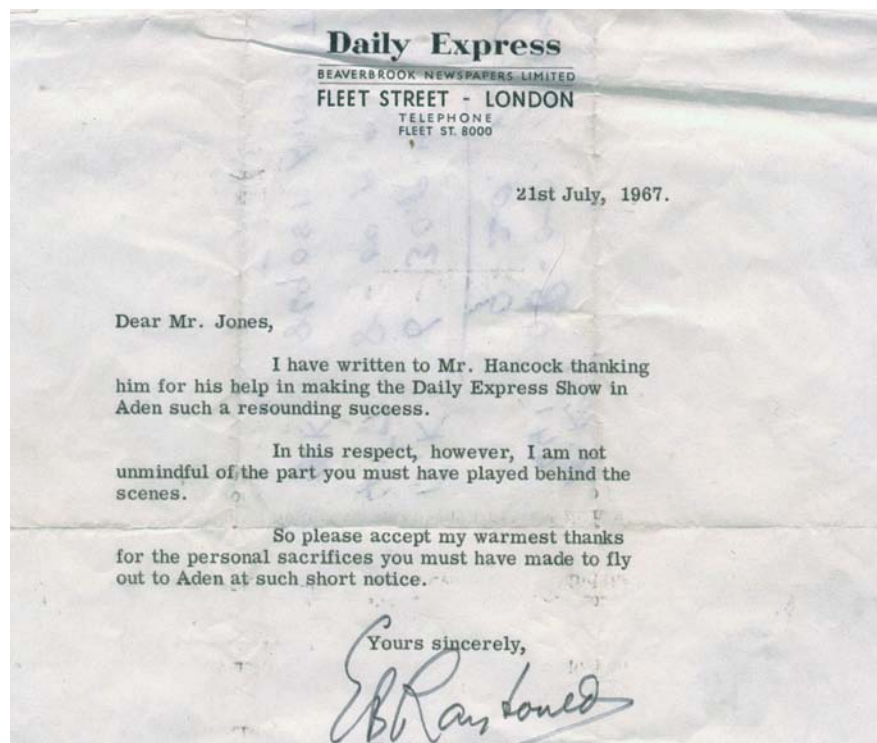 Daily Express
BEAVERBROOK NEWSPAPERS LIMITED
FLEET STREET - LONDON
TELEPHONE
FLEET ST. 8000
21st July, 1967.
Dear Mr. Jones,
I have written to Mr. Hancock thanking
him for his help in making the Daily Express Show in
Aden such a resounding success.
In this respect, however, I am not
unmindful of the part you must have played behind the
scenes.
So please accept my warmest thanks
for the personal sacrifices you must have made to fly
out to Aden at such short notice.
Yours sincerely,